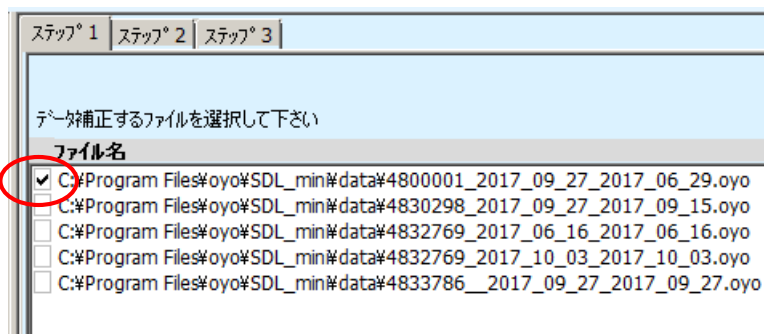 ｽﾃｯﾌﾟ1 ｽﾃｯﾌﾟ2 ｽﾃｯﾌﾟ3
ﾃﾞｰﾀ補正するﾌｧｲﾙを選択して下さい
ﾌｧｲﾙ名
C:¥Program Files¥oyo¥SDL_min¥data¥4800001_2017_09_27_2017_06_29.oyo
C:¥Program Files¥oyo¥SDL_min¥data¥4830298_2017_09_27_2017_09_15.oyo
C:¥Program Files¥oyo¥SDL_min¥data¥4832769_2017_06_16_2017_06_16.oyo
C:¥Program Files¥oyo¥SDL_min¥data¥4832769_2017_10_03_2017_10_03.oyo
C:¥Program Files¥oyo¥SDL_min¥data¥4833786__2017_09_27_2017_09_27.oyo